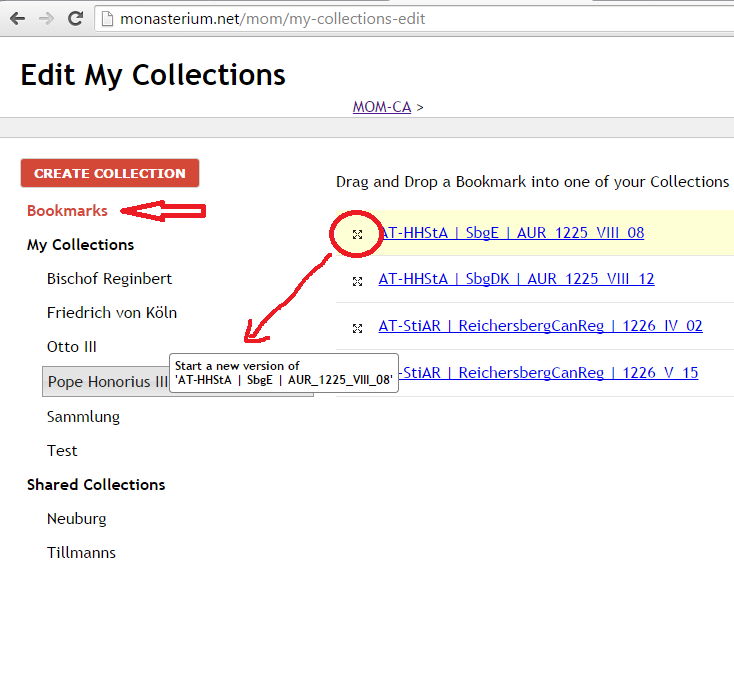 monasterium.net/mom/my-collections-edit
Edit My Collections
MOM-CA >
CREATE COLLECTION
Bookmarks
My Collections
Bischof Reginbert
Friedrich von Köln
Otto III
Pope Honorius III
Sammlung
Test
Shared Collections
Neuburg
Tillmanns
Drag and Drop a Bookmark into one of your Collections
AT-HHStA | SbgE | AUR_1225_VIII_08
AT-HHStA | SbgDK | AUR_1225_VIII_12
AT-StiAR | ReichersbergCanReg | 1226_IV_02
-StiAR | ReichersbergCanReg | 1226_V_15
Start a new version of
'AT-HHStA | SbgE | AUR_1225_VIII_08'